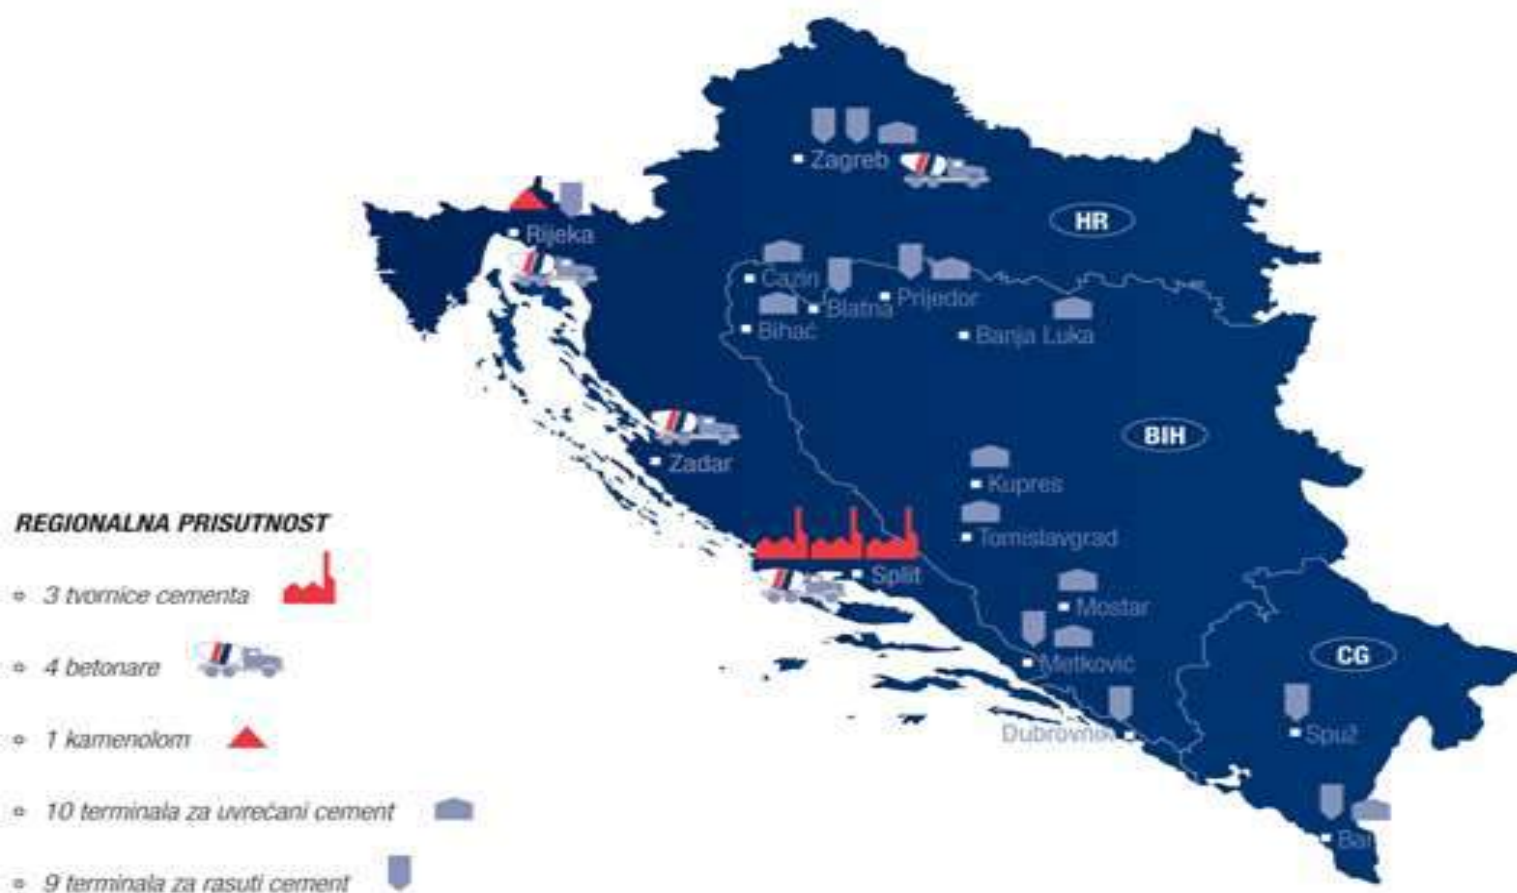 Zagreb
HR
Rijeka
Cazin
Prijedor
Blatna
Bihać
Banja Luka
BIH
Zadar
Kupres
REGIONALNA PRISUTNOST
Tomislavgrad
Split
3 tvornice cementa
Mostar
4 betonare
Metković
CG
Dubrovnik
Spuž
1 kamenolom
10 terminala za uvrećani cement
Bar
9 terminala za rasuti cement